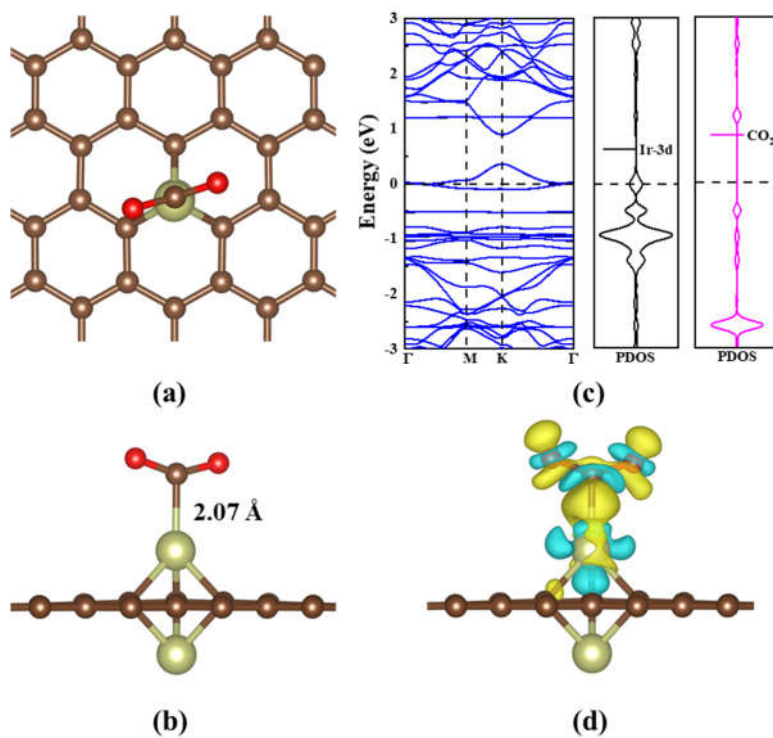 (a)
3
2
1
0
-1
-2
-3
Energy (eV)
Γ
M
K
Γ
Ir-3d
PDOS
CO₂
PDOS
(c)
2.07 Å
(b)
(d)